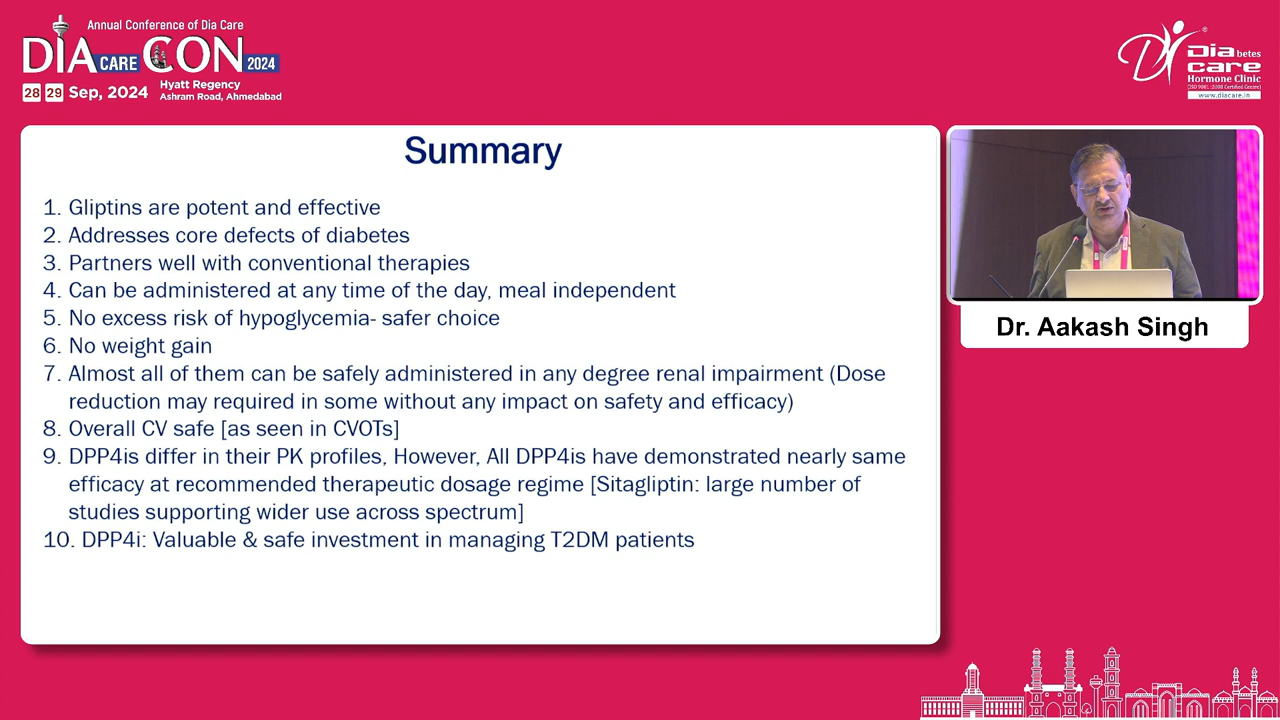 Annual Conference of Dia Care
DIA CARE CON 2024
28 29 Sep, 2024
Hyatt Regency
Ashram Road, Ahmedabad
Diabetes
care
Hormone Clinic
(ISO 9001:2008 Certified Centre)
www.diacare.in
Summary
1. Gliptins are potent and effective
2. Addresses core defects of diabetes
3. Partners well with conventional therapies
4. Can be administered at any time of the day, meal independent
5. No excess risk of hypoglycemia- safer choice
6. No weight gain
7. Almost all of them can be safely administered in any degree renal impairment (Dose
reduction may required in some without any impact on safety and efficacy)
8. Overall CV safe [as seen in CVOTs]
9. DPP4is differ in their PK profiles, However, All DPP4is have demonstrated nearly same
efficacy at recommended therapeutic dosage regime [Sitagliptin: large number of
studies supporting wider use across spectrum]
10. DPP4i: Valuable & safe investment in managing T2DM patients
Dr. Aakash Singh